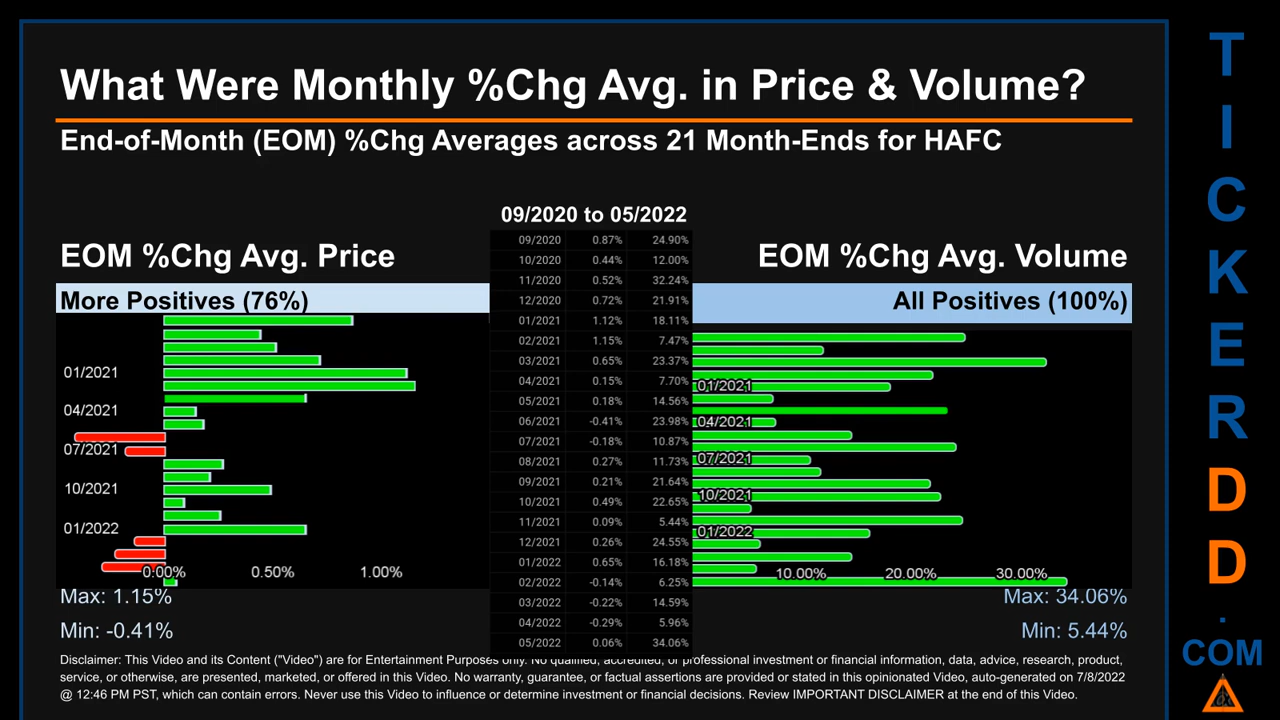 What Were Monthly %Chg Avg. in Price & Volume?
End-of-Month (EOM) %Chg Averages across 21 Month-Ends for HAFC
09/2020 to 05/2022
EOM %Chg Avg. Price
More Positives (76%)
01/2021
04/2021
07/2021
10/2021
01/2022
0.00% 0.50% 1.00%
Max: 1.15%
Min: -0.41%
09/2020 0.87% 24.90%
10/2020 0.44% 12.00%
11/2020 0.52% 32.24%
12/2020 0.72% 21.91%
01/2021 1.12% 18.11%
02/2021 1.15% 7.47%
03/2021 0.65% 23.37%
04/2021 0.15% 7.70%
05/2021 0.18% 14.56%
06/2021 -0.41% 23.98%
07/2021 -0.18% 10.87%
08/2021 0.27% 11.73%
09/2021 0.21% 21.64%
10/2021 0.49% 22.65%
11/2021 0.09% 5.44%
12/2021 0.26% 24.55%
01/2022 0.65% 16.18%
02/2022 -0.14% 6.25%
03/2022 -0.22% 14.59%
04/2022 -0.29% 5.96%
05/2022 0.06% 34.06%
EOM %Chg Avg. Volume
All Positives (100%)
01/2021
04/2021
07/2021
10/2021
01/2022
10.00% 20.00% 30.00%
Max: 34.06%
Min: 5.44%
Disclaimer: This Video and its Content ("Video") are for Entertainment Purposes only. No qualified, accredited, or professional investment or financial information, data, advice, research, product,
service, or otherwise, are presented, marketed, or offered in this Video. No warranty, guarantee, or factual assertions are provided or stated in this opinionated Video, auto-generated on 7/8/2022
@ 12:46 PM PST, which can contain errors. Never use this Video to influence or determine investment or financial decisions. Review IMPORTANT DISCLAIMER at the end of this Video.
T
I
C
K
E
R
D
D
.
COM